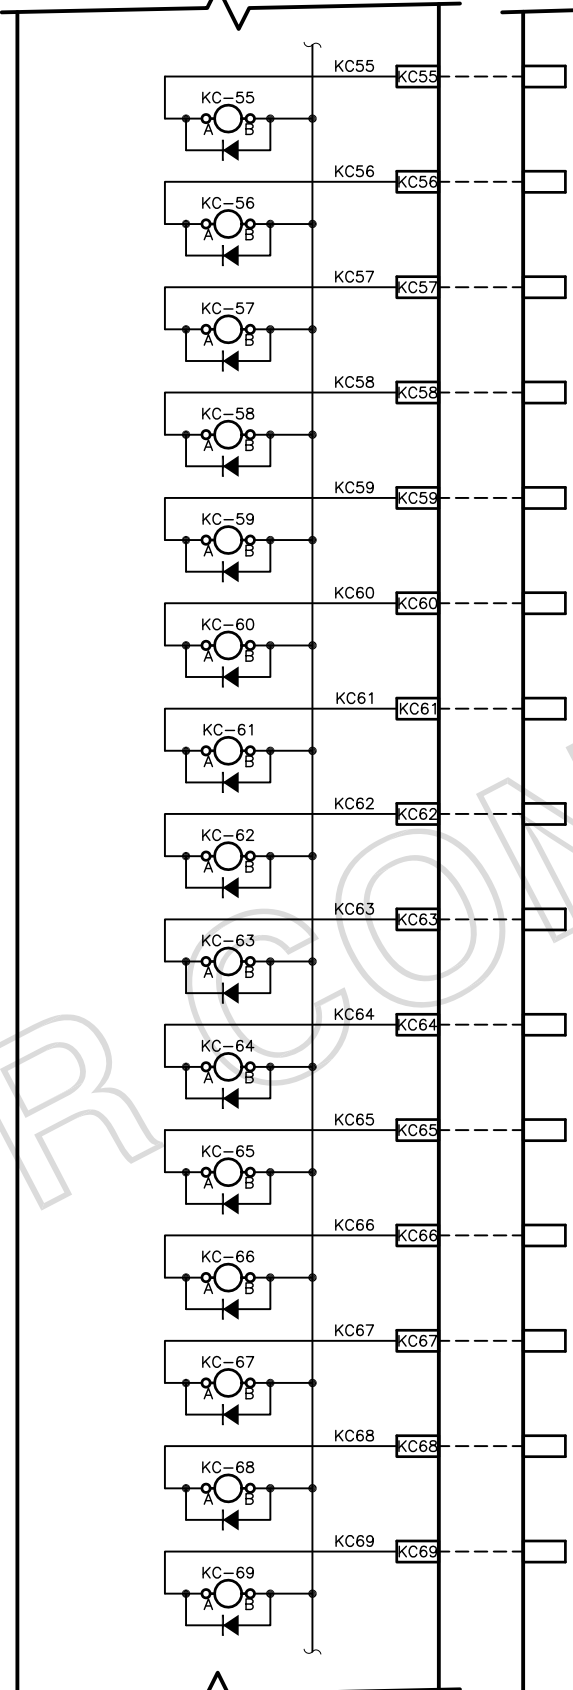 KC55 KC55
KC-55
A B
KC56 KC56
KC-56
A B
KC57 KC57
KC-57
A B
KC58 KC58
KC-58
A B
KC59 KC59
KC-59
A B
KC60 KC60
KC-60
A B
KC61 KC61
KC-61
A B
KC62 KC62
KC-62
A B
KC63 KC63
KC-63
A B
KC64 KC64
KC-64
A B
KC65 KC65
KC-65
A B
KC66 KC66
KC-66
A B
KC67 KC67
KC-67
A B
KC68 KC68
KC-68
A B
KC69 KC69
KC-69
A B
R CON